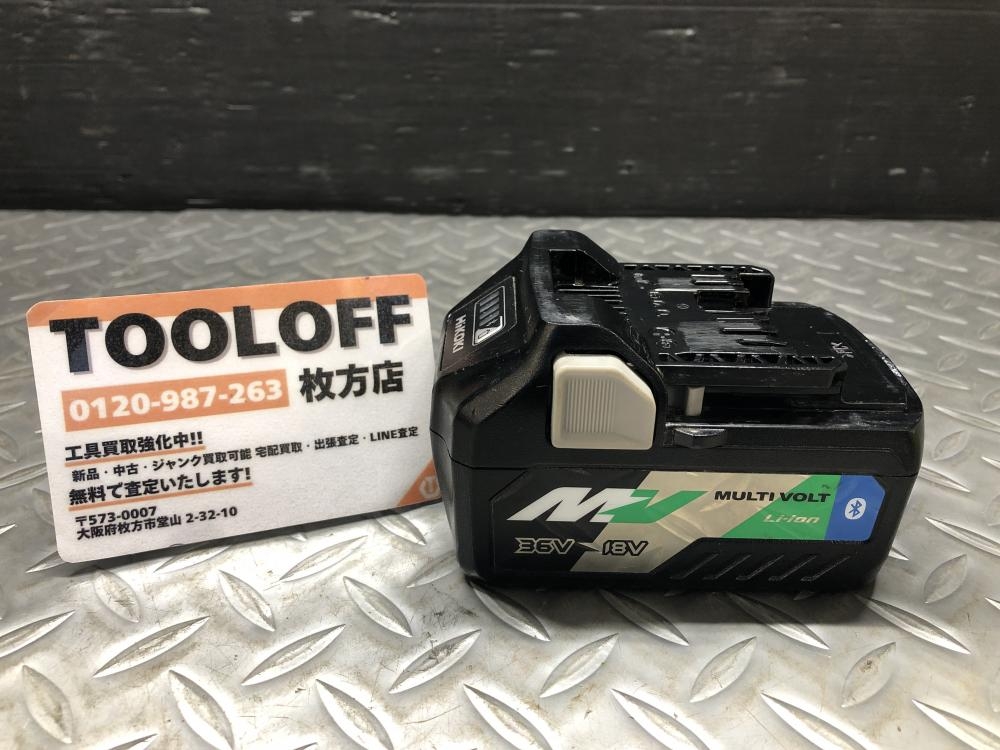 TOOLOFF
0120-987-263 枚方店
工具買取強化中!!
新品・中古・ジャンク買取可能 宅配買取・出張査定・LINE査定
無料で査定いたします!
〒573-0007
大阪府枚方市堂山 2-32-10
HiKOKI
MV MULTI VOLT
Li-ion
36V 18V